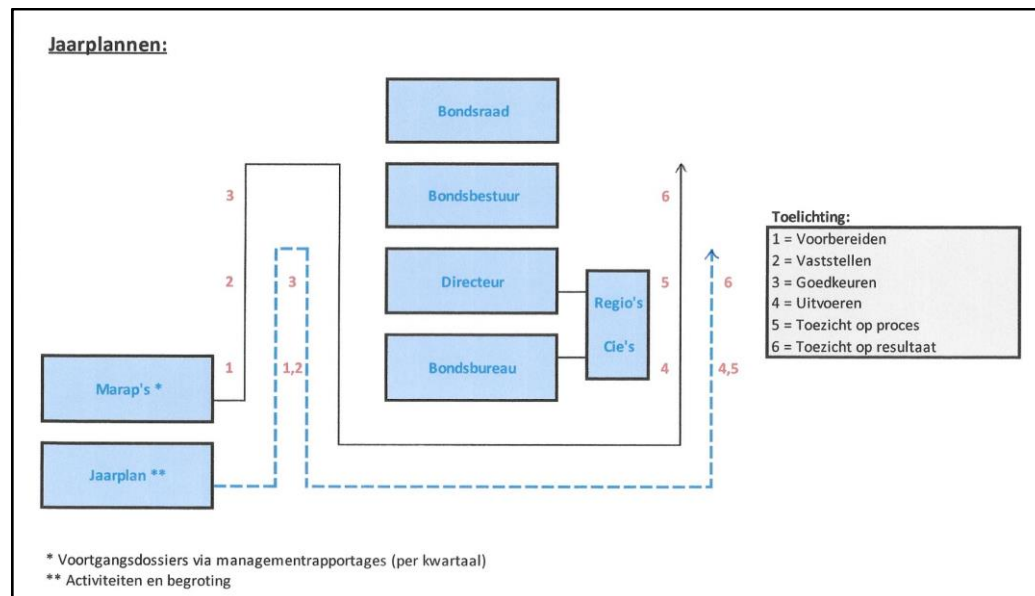 Jaarplannen:
Bondsraad
3
Bondsbestuur
6
Toelichting:
1 = Voorbereiden
2 = Vaststellen
3 = Goedkeuren
4 = Uitvoeren
5 = Toezicht op proces
6 = Toezicht op resultaat
2
3
Directeur
Regio's
Cie's
5
6
Marap's *
1
1,2
Bondsbureau
4
4,5
Jaarplan **
* Voortgangsdossiers via managementrapportages (per kwartaal)
** Activiteiten en begroting